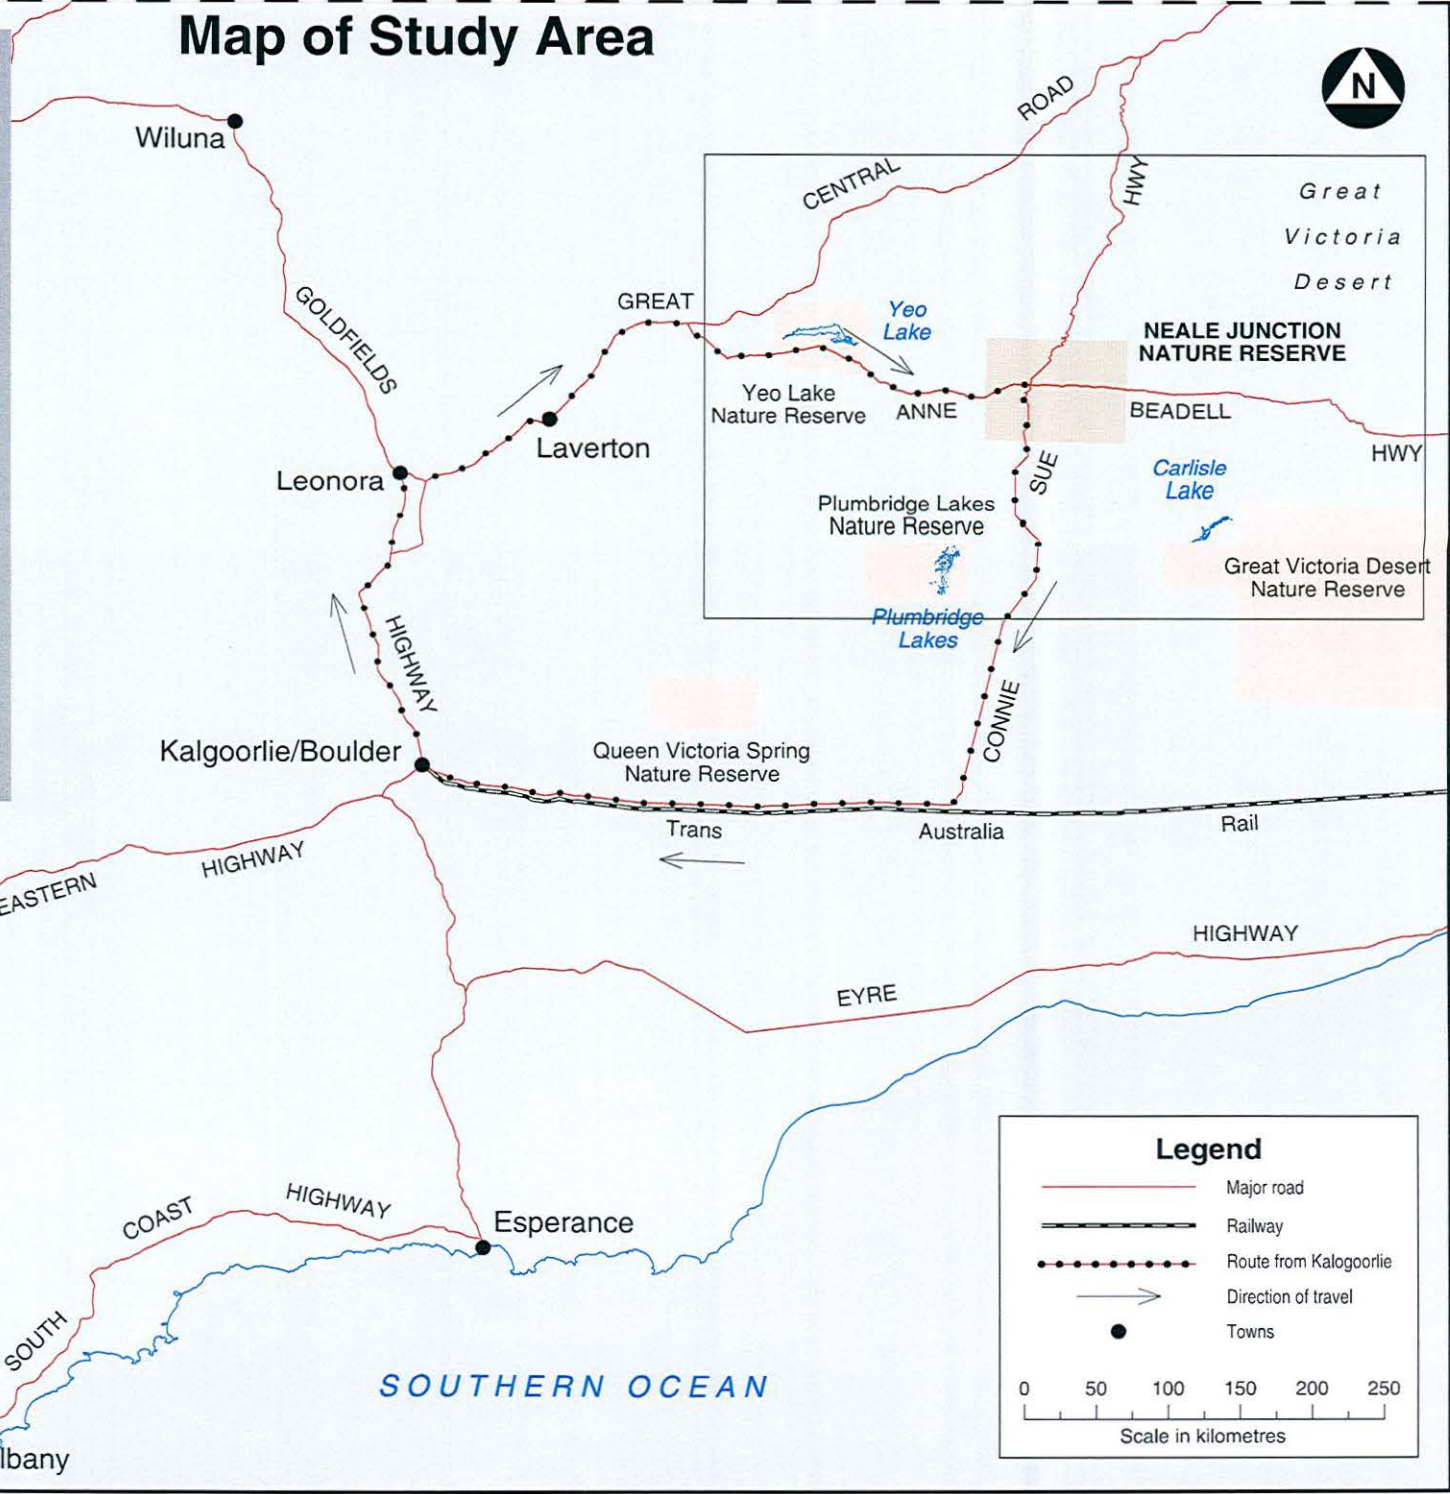 Map of Study Area
N
Wiluna
ROAD
CENTRAL
HWY
Great
Victoria
Desert
GOLDFIELDS
GREAT
Yeo
Lake
NEALE JUNCTION
NATURE RESERVE
Yeo Lake
Nature Reserve
ANNE
BEADELL
HWY
Laverton
Leonora
SUE
Carlisle
Lake
Plumbridge Lakes
Nature Reserve
Great Victoria Desert
Nature Reserve
Plumbridge
Lakes
HIGHWAY
CONNIE
Kalgoorlie/Boulder
Queen Victoria Spring
Nature Reserve
Trans
Australia
Rail
HIGHWAY
EASTERN
HIGHWAY
EYRE
Legend
Major road
Railway
Route from Kalogoorlie
Direction of travel
Towns
0 50 100 150 200 250
Scale in kilometres
COAST
HIGHWAY
Esperance
SOUTH
SOUTHERN OCEAN
lbany